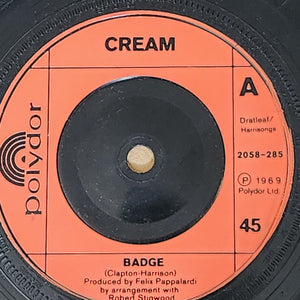 CREAM
A
polydor
Dratleaf/
Harrisongs
2058-285
Ⓟ 1969
Polydor Ltd.
45
BADGE
(Clapton-Harrison)
Produced by Felix Pappalardi
by arrangement with
Robert Stigwood